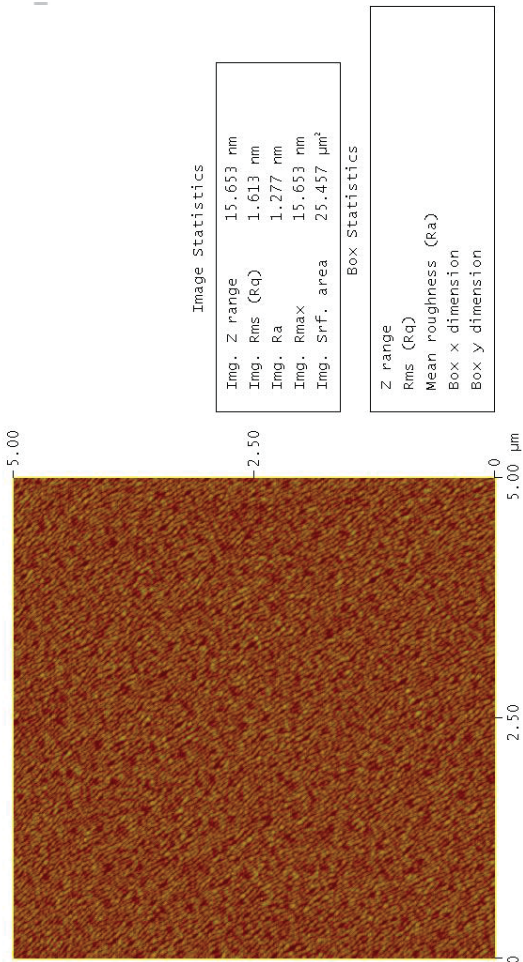 Image Statistics
Img. Z range 15.653 nm
Img. Rms (Rq) 1.613 nm
Img. Ra 1.277 nm
Img. Rmax 15.653 nm
Img. Srf. area 25.457 µm²
Box Statistics
Z range
Rms (Rq)
Mean roughness (Ra)
Box x dimension
Box y dimension
5.00
2.50
0
0
2.50
5.00 µm